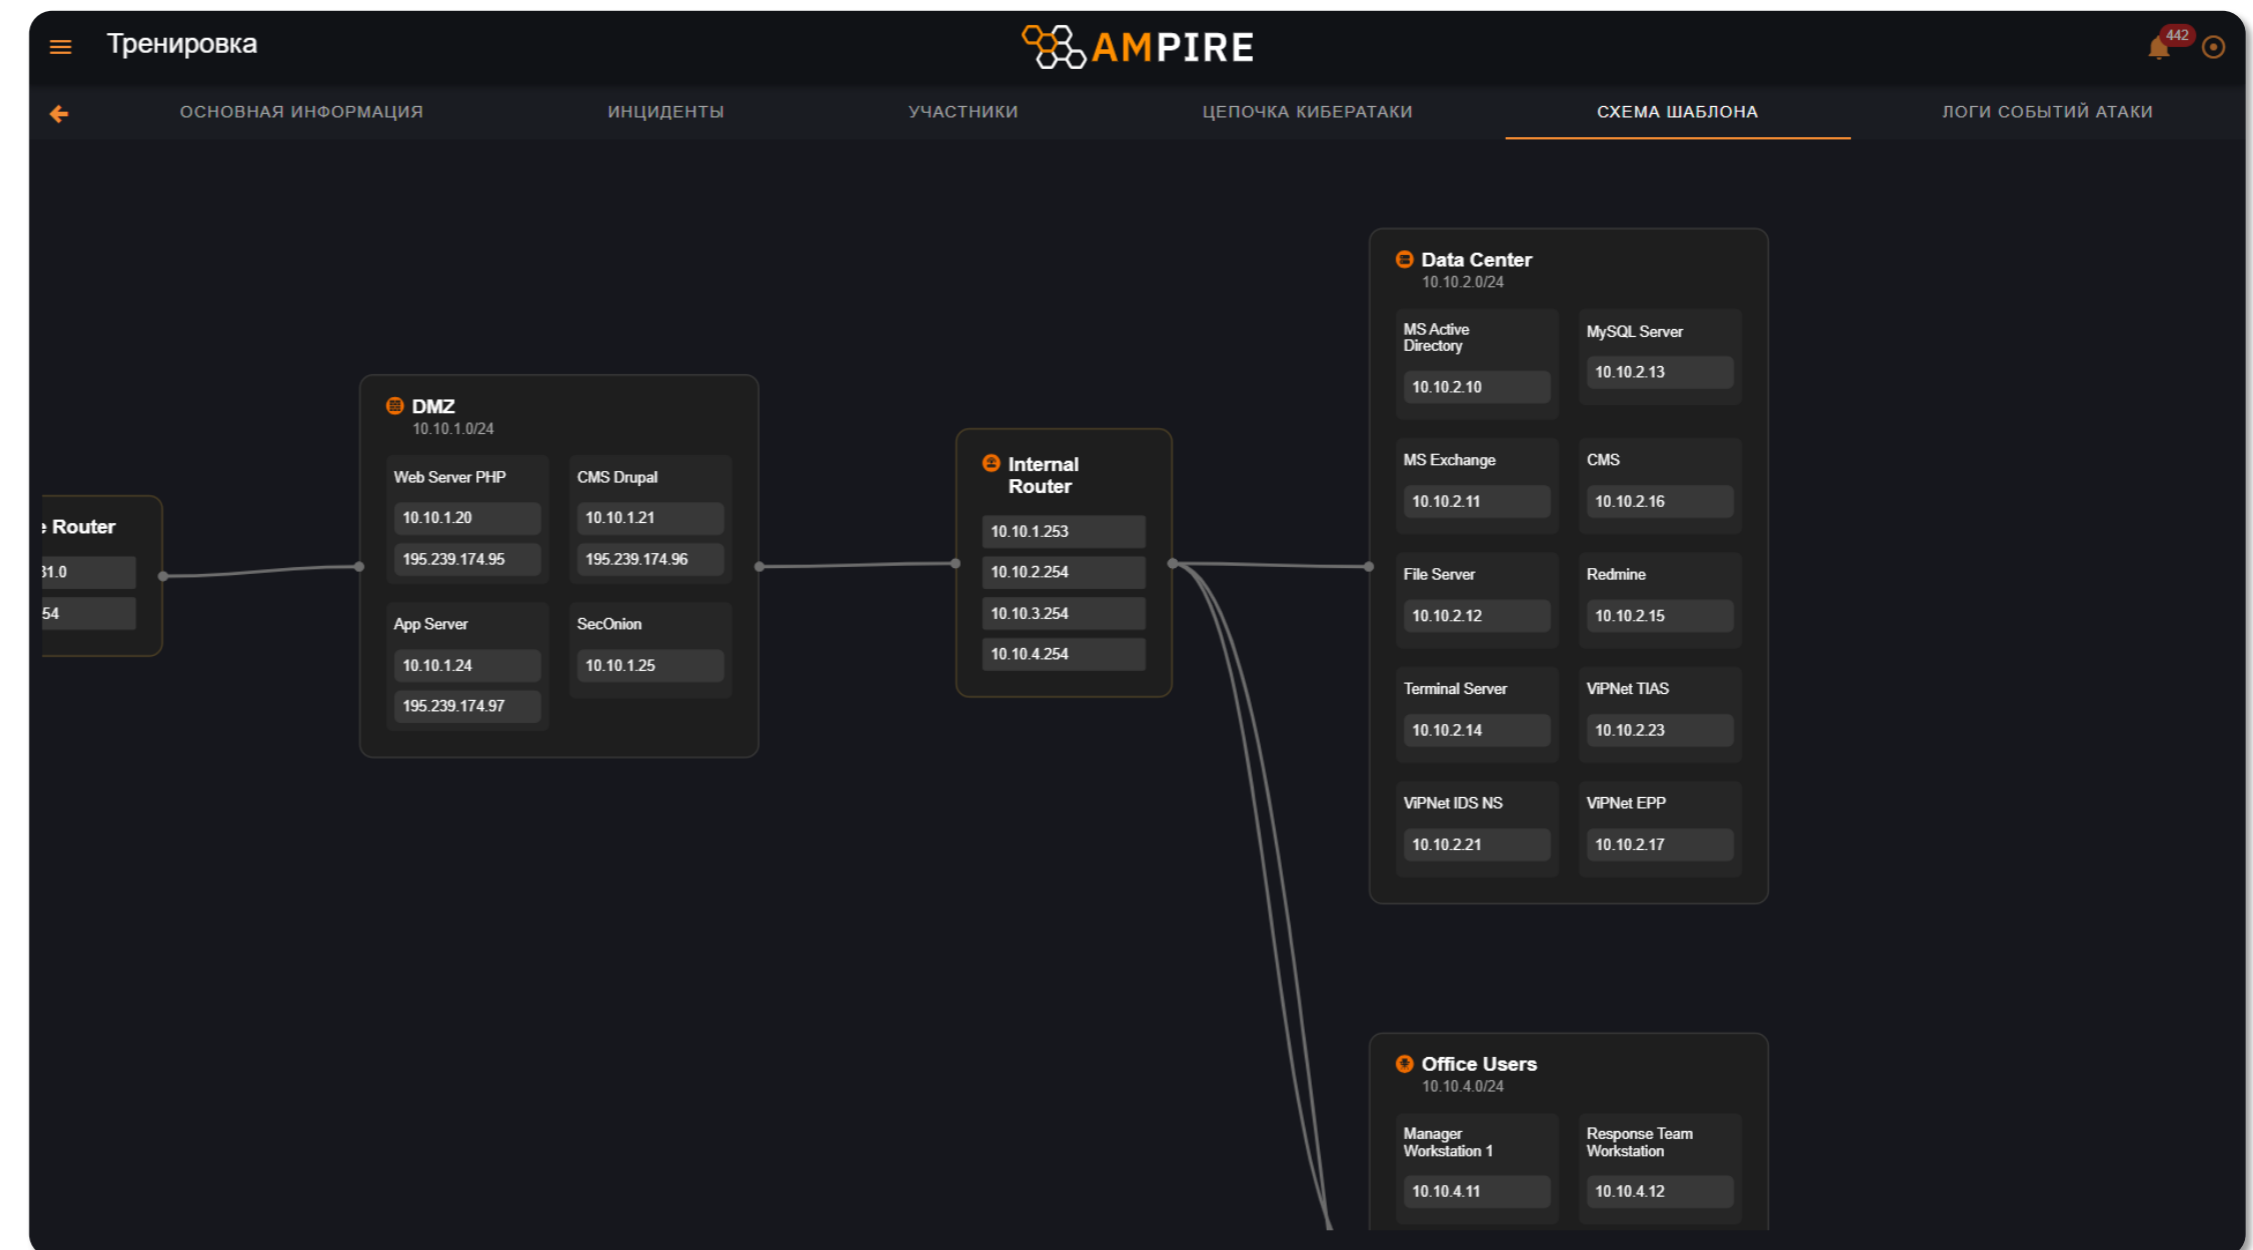 Тренировка
AMPIRE
442
ОСНОВНАЯ ИНФОРМАЦИЯ
ИНЦИДЕНТЫ
УЧАСТНИКИ
ЦЕПОЧКА КИБЕРАТАКИ
СХЕМА ШАБЛОНА
ЛОГИ СОБЫТИЙ АТАКИ
Router
31.0
54
DMZ
10.10.1.0/24
Web Server PHP
10.10.1.20
195.239.174.95
CMS Drupal
10.10.1.21
195.239.174.96
App Server
10.10.1.24
195.239.174.97
SecOnion
10.10.1.25
Internal
Router
10.10.1.253
10.10.2.254
10.10.3.254
10.10.4.254
Data Center
10.10.2.0/24
MS Active
Directory
10.10.2.10
MySQL Server
10.10.2.13
MS Exchange
10.10.2.11
CMS
10.10.2.16
File Server
10.10.2.12
Redmine
10.10.2.15
Terminal Server
10.10.2.14
ViPNet TIAS
10.10.2.23
ViPNet IDS NS
10.10.2.21
ViPNet EPP
10.10.2.17
Office Users
10.10.4.0/24
Manager
Workstation 1
10.10.4.11
Response Team
Workstation
10.10.4.12